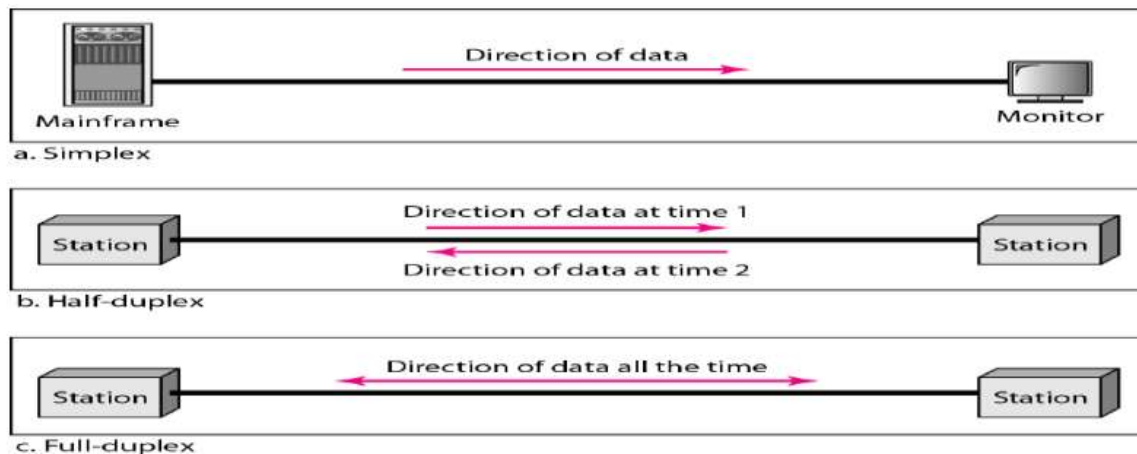 Direction of data
Mainframe
Monitor
a. Simplex
Direction of data at time 1
Station
Station
Direction of data at time 2
b. Half-duplex
Direction of data all the time
Station
Station
c. Full-duplex